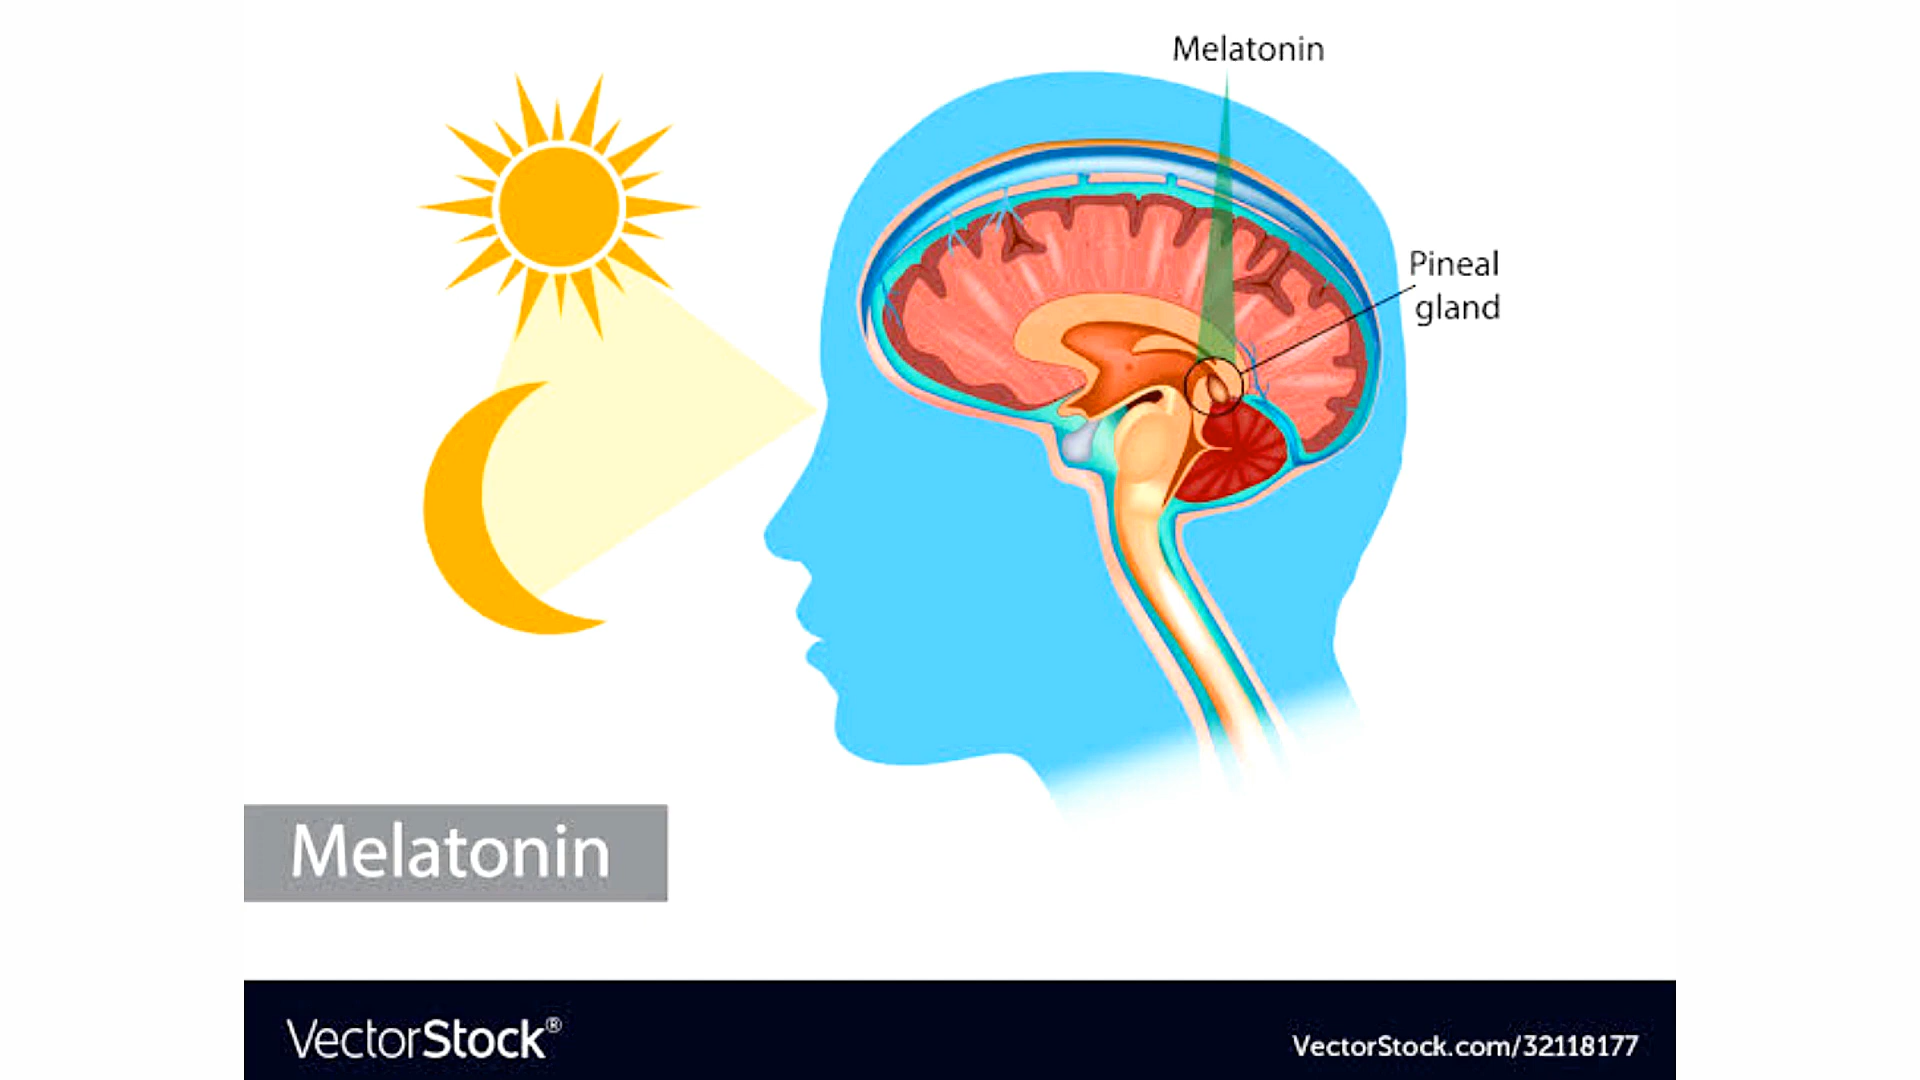 Melatonin
Pineal
gland
Melatonin
VectorStock®
VectorStock.com/32118177